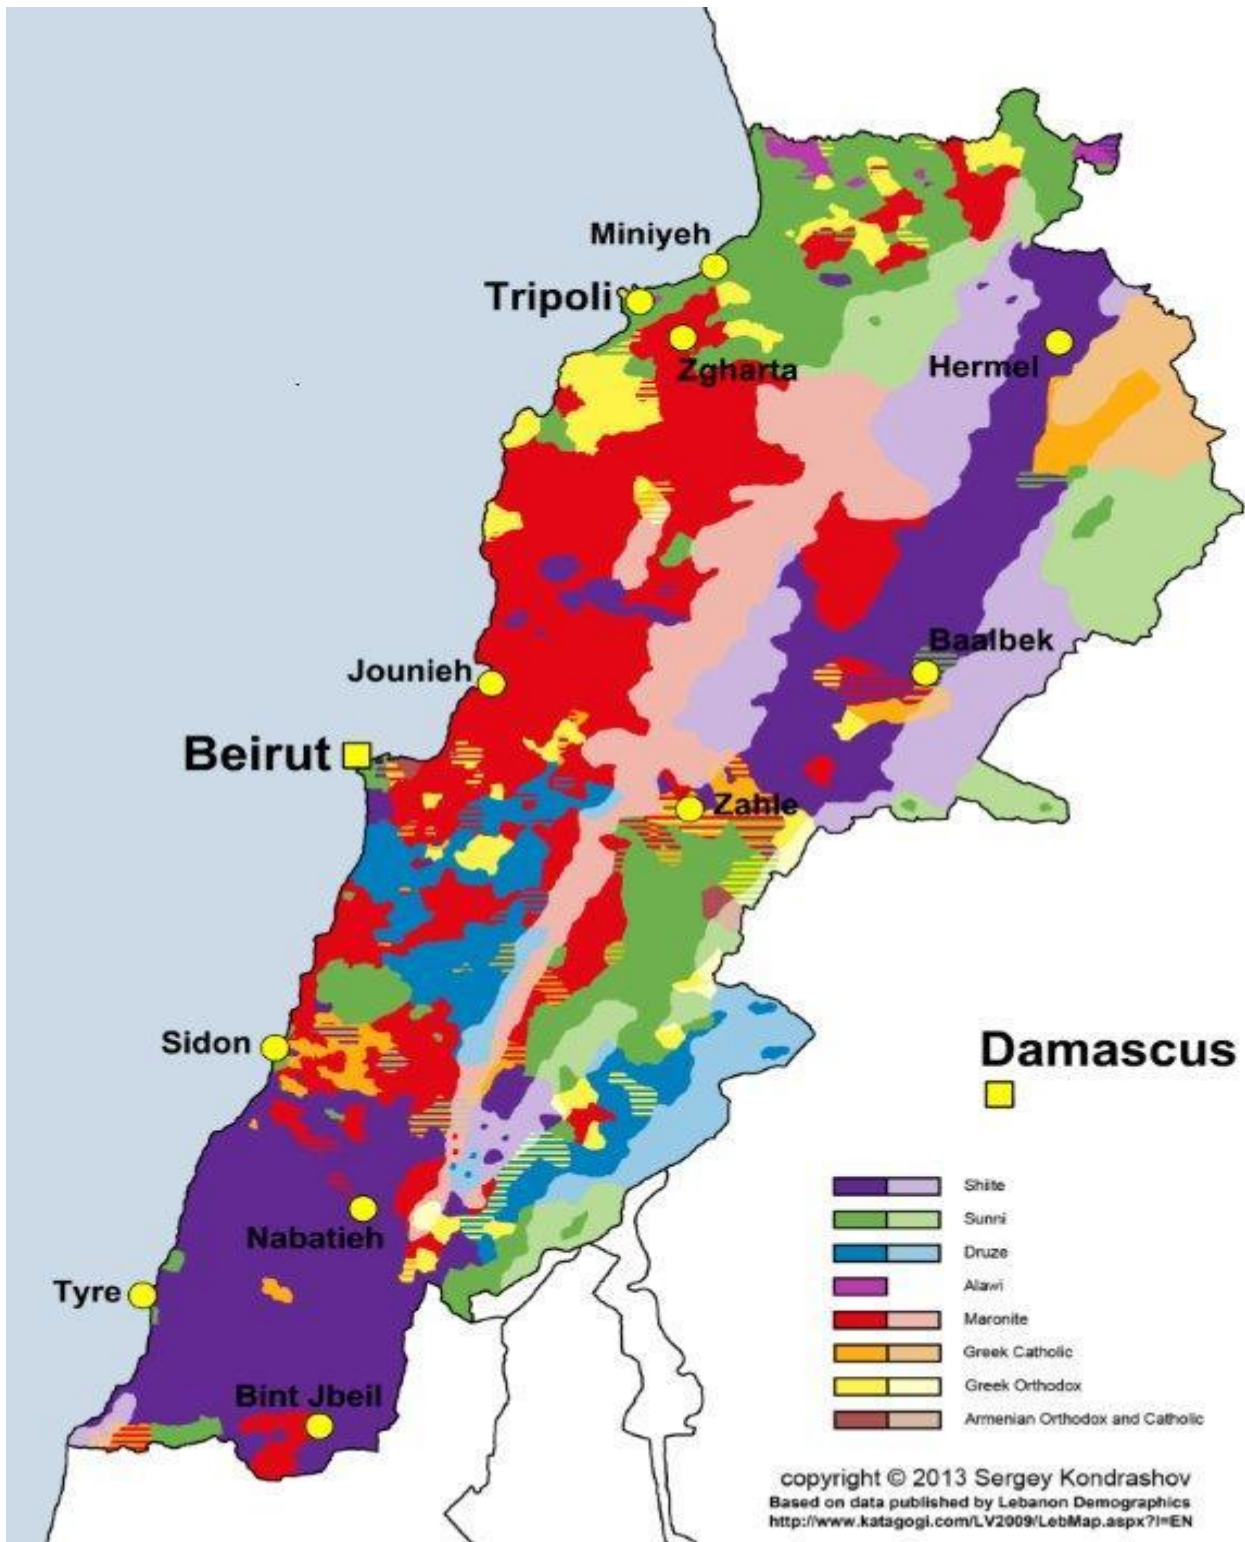 Miniyeh
Tripoli
Zgharta
Hermel
Baalbek
Jounieh
Beirut
Zahle
Sidon
Damascus
Nabatieh
Tyre
Bint Jbeil
Shiite
Sunni
Druze
Alawi
Maronite
Greek Catholic
Greek Orthodox
Armenian Orthodox and Catholic
copyright © 2013 Sergey Kondrashov
Based on data published by Lebanon Demographics
http://www.katagogi.com/LV2009/LebMap.aspx?l=EN